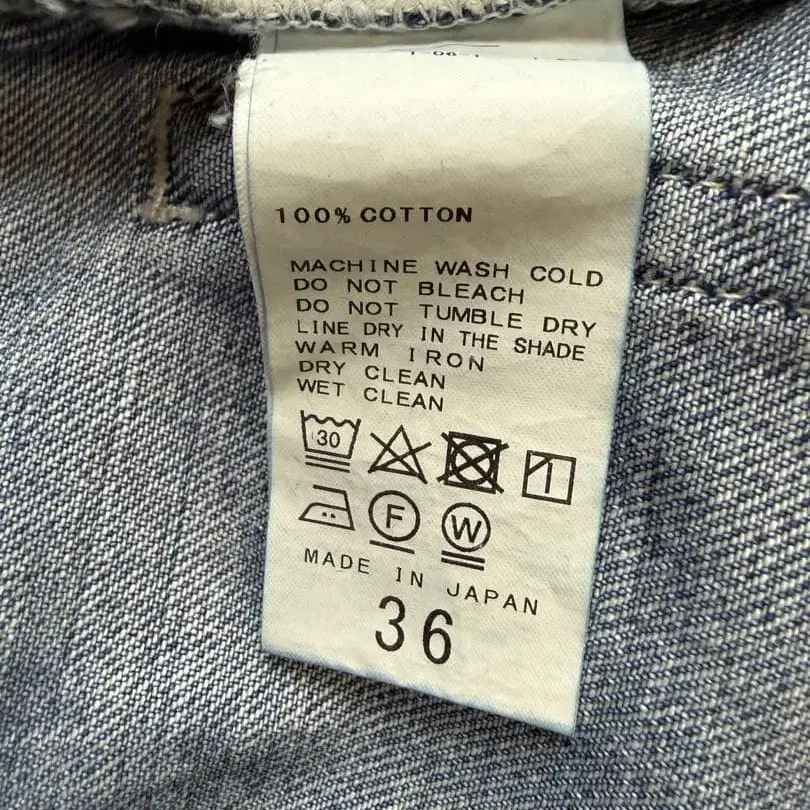 100% COTTON
MACHINE WASH COLD
DO NOT BLEACH
DO NOT TUMBLE DRY
LINE DRY IN THE SHADE
WARM IRON
DRY CLEAN
WET CLEAN
30
F W
MADE IN JAPAN
36